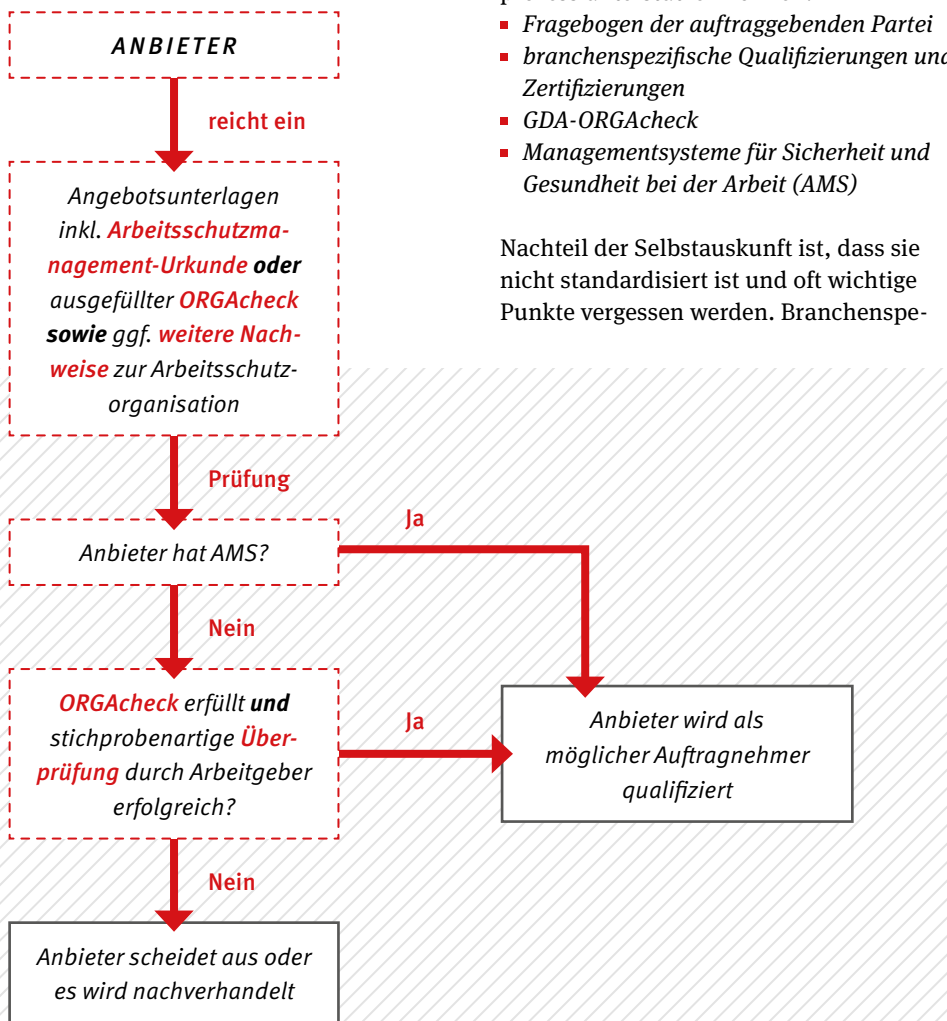 ANBIETER
reicht ein
Angebotsunterlagen
inkl. Arbeitsschutzma-
nagement-Urkunde oder
ausgefüllter ORGAcheck
sowie ggf. weitere Nach-
weise zur Arbeitsschutz-
organisation
Prüfung
Anbieter hat AMS?
Ja
Nein
ORGAcheck erfüllt und
stichprobenartige Über-
prüfung durch Arbeitgeber
erfolgreich?
Ja
Anbieter wird als
möglicher Auftragnehmer
qualifiziert
Nein
Anbieter scheidet aus oder
es wird nachverhandelt
▪ Fragebogen der auftraggebenden Partei
▪ branchenspezifische Qualifizierungen und
Zertifizierungen
▪ GDA-ORGAcheck
▪ Managementsysteme für Sicherheit und
Gesundheit bei der Arbeit (AMS)
Nachteil der Selbstauskunft ist, dass sie
nicht standardisiert ist und oft wichtige
Punkte vergessen werden. Branchenspe-